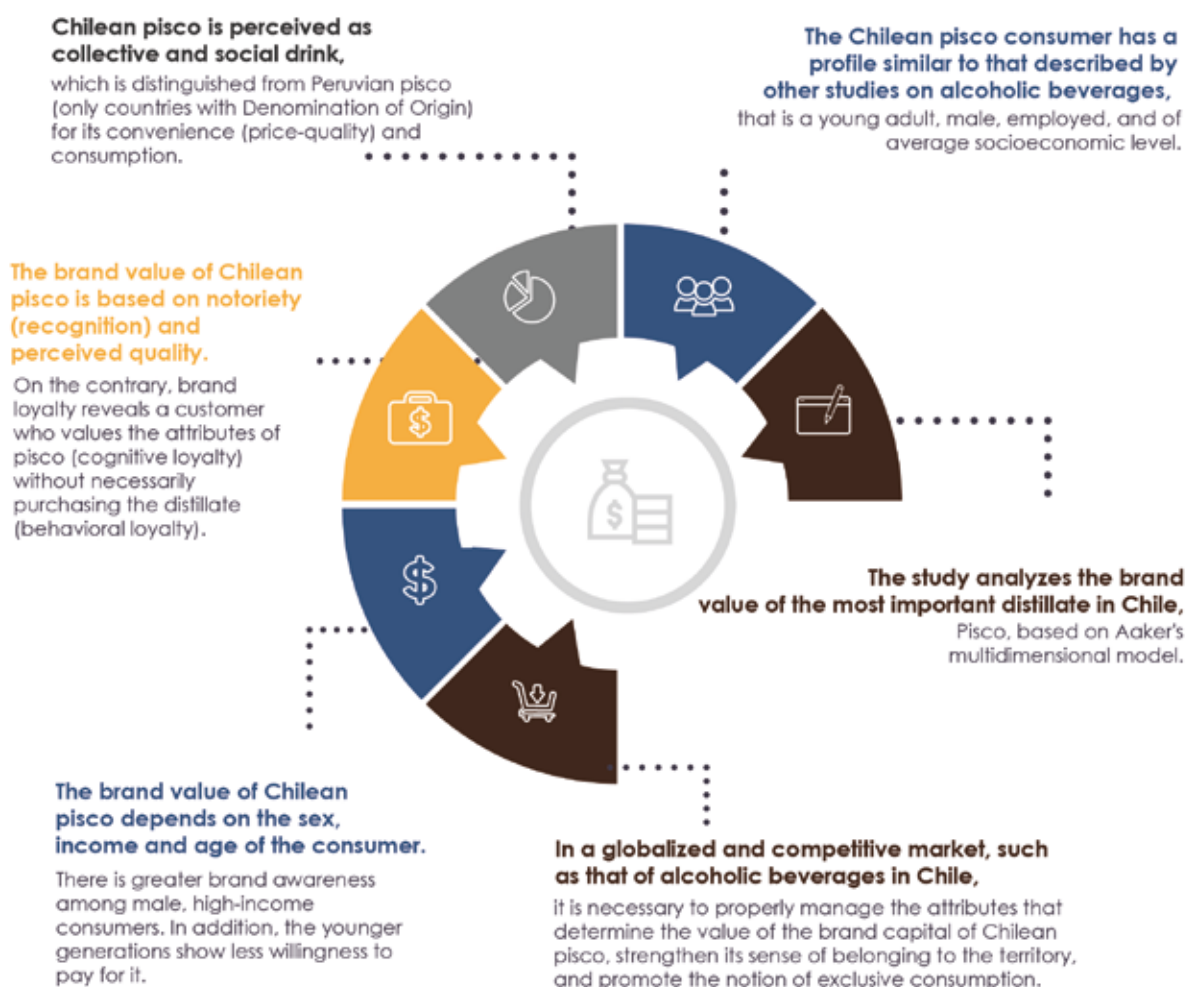 Chilean pisco is perceived as
collective and social drink,
which is distinguished from Peruvian pisco
(only countries with Denomination of Origin)
for its convenience (price-quality) and
consumption.
The Chilean pisco consumer has a
profile similar to that described by
other studies on alcoholic beverages,
that is a young adult, male, employed, and of
average socioeconomic level.
The brand value of Chilean
pisco is based on notoriety
(recognition) and
perceived quality.
On the contrary, brand
loyalty reveals a customer
who values the attributes of
pisco (cognitive loyalty)
without necessarily
purchasing the distillate
(behavioral loyalty).
$
$
$
The study analyzes the brand
value of the most important distillate in Chile,
Pisco, based on Aaker's
multidimensional model.
The brand value of Chilean
pisco depends on the sex,
income and age of the consumer.
There is greater brand awareness
among male, high-income
consumers. In addition, the younger
generations show less willingness to
pay for it.
In a globalized and competitive market, such
as that of alcoholic beverages in Chile,
it is necessary to properly manage the attributes that
determine the value of the brand capital of Chilean
pisco, strengthen its sense of belonging to the territory,
and promote the notion of exclusive consumption.